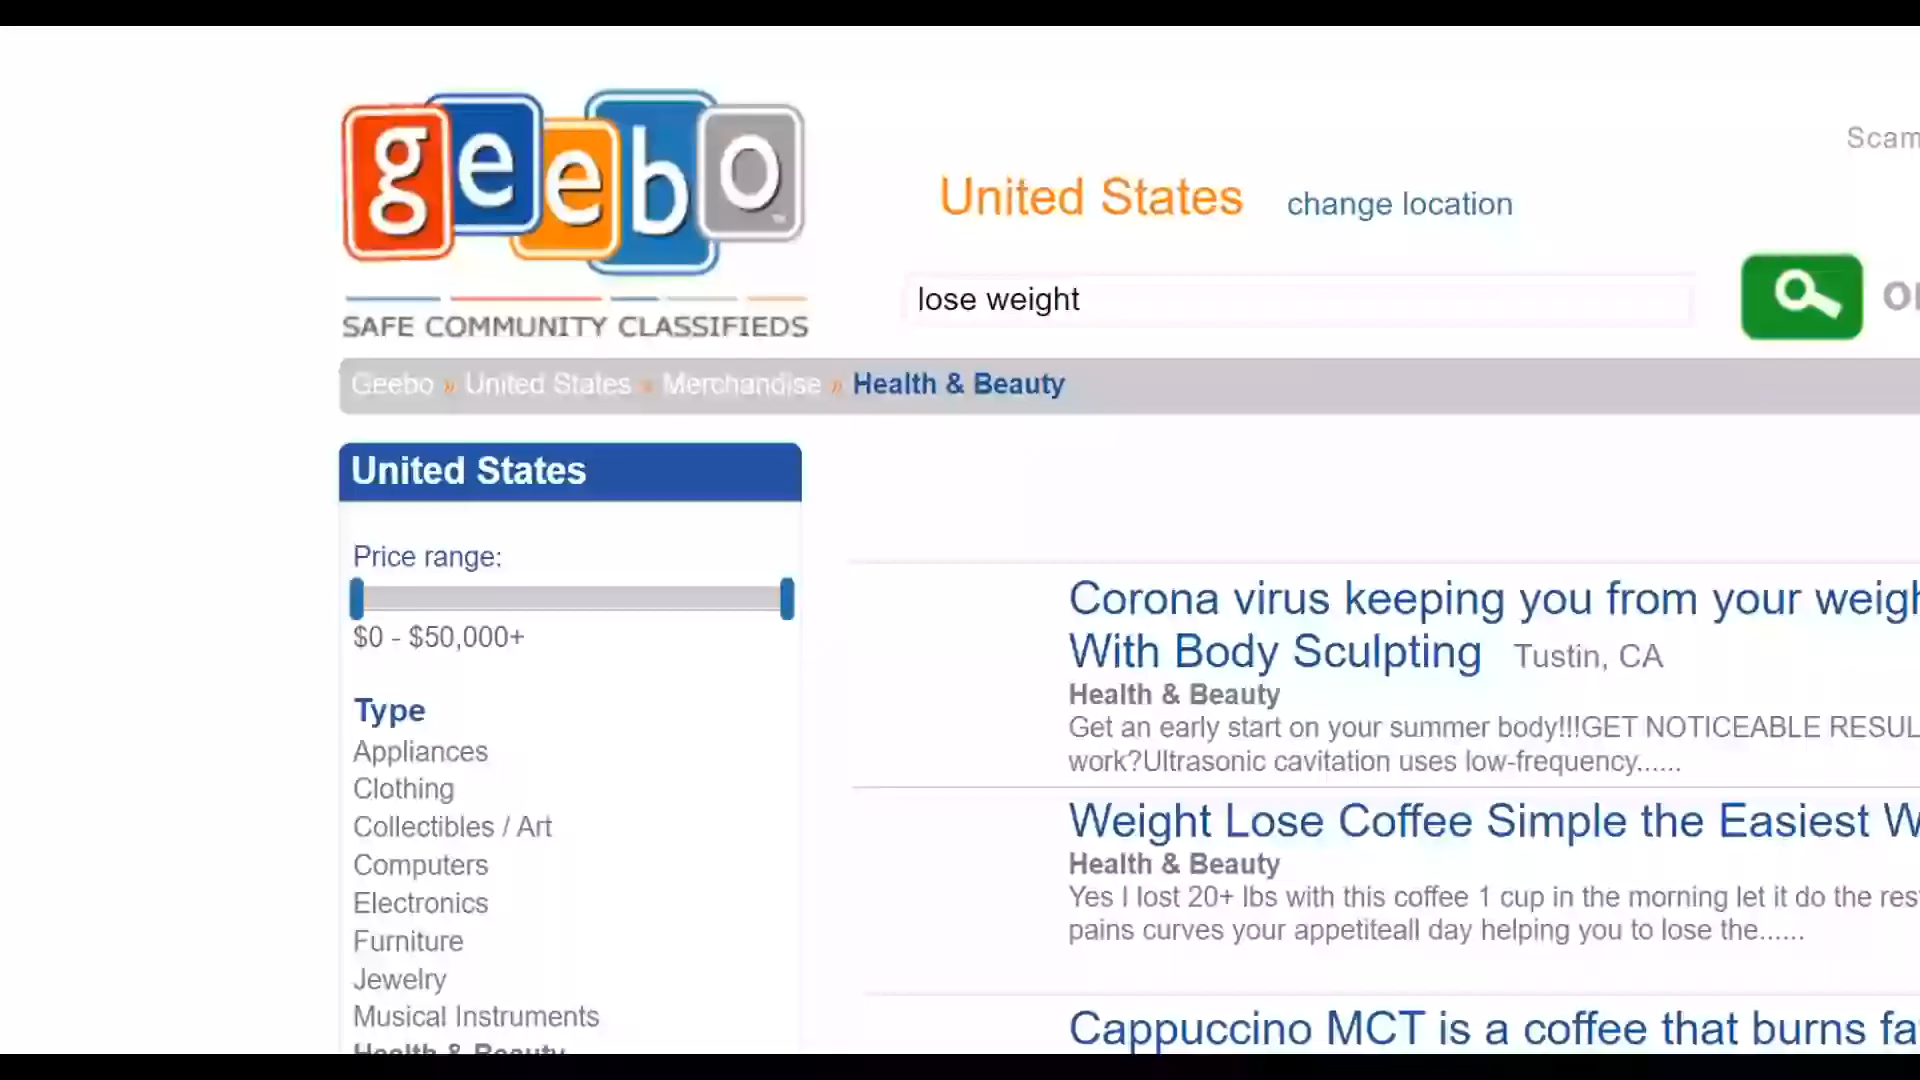 geebo
SAFE COMMUNITY CLASSIFIEDS
Scam
United States change location
lose weight
Geebo » United States » Merchandise » Health & Beauty
United States
Price range:
$0 - $50,000+
Type
Appliances
Clothing
Collectibles / Art
Computers
Electronics
Furniture
Jewelry
Musical Instruments
Health & Beauty
Corona virus keeping you from your weigh
With Body Sculpting Tustin, CA
Health & Beauty
Get an early start on your summer body!!!GET NOTICEABLE RESUL
work?Ultrasonic cavitation uses low-frequency......
Weight Lose Coffee Simple the Easiest W
Health & Beauty
Yes I lost 20+ lbs with this coffee 1 cup in the morning let it do the res
pains curves your appetiteall day helping you to lose the......
Cappuccino MCT is a coffee that burns fa